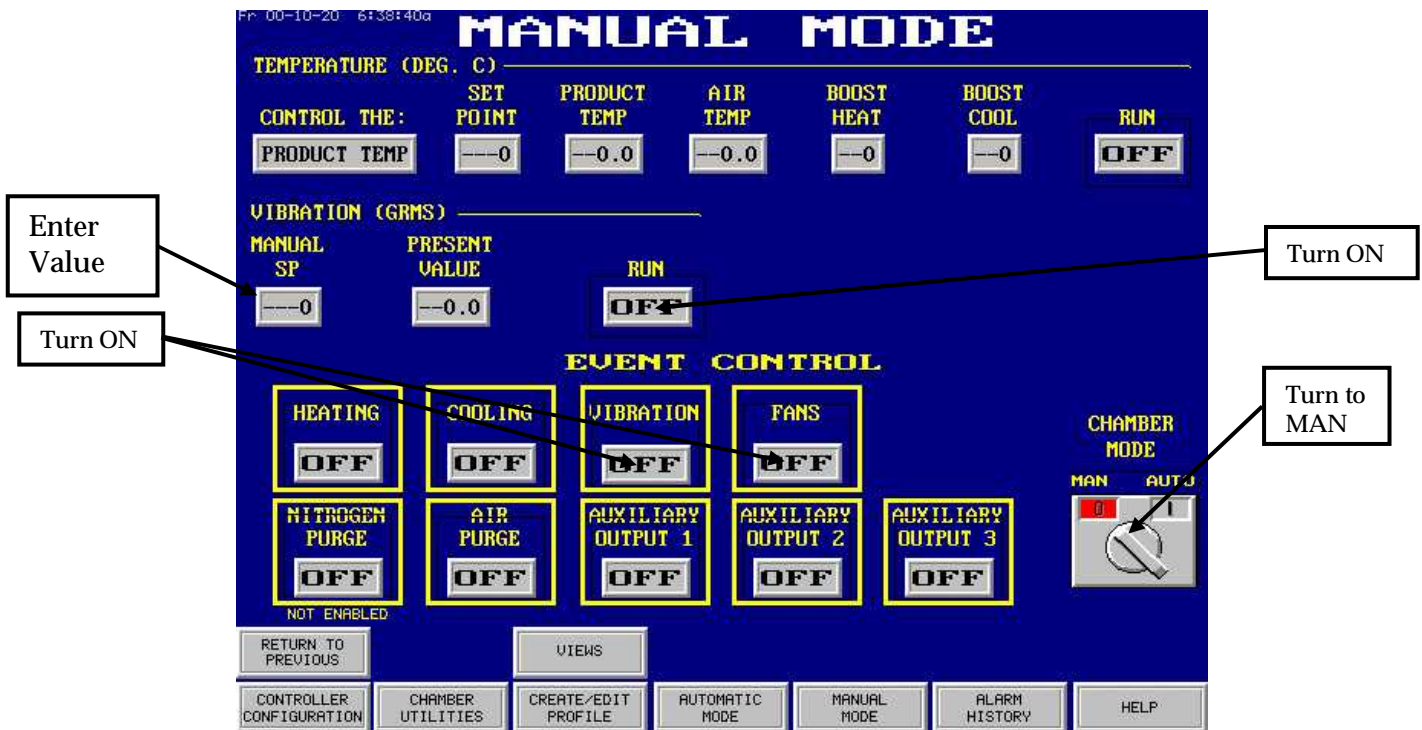 Fr 00-10-20 6:38:40a
MANUAL MODE
TEMPERATURE (DEG. C)
CONTROL THE:
SET POINT
PRODUCT TEMP
AIR TEMP
BOOST HEAT
BOOST COOL
RUN
PRODUCT TEMP
---0
--0.0
--0.0
--0
--0
OFF
VIBRATION (GRMS)
MANUAL SP
PRESENT VALUE
RUN
---0
--0.0
OFF
Enter
Value
Turn ON
Turn ON
EVENT CONTROL
HEATING
OFF
COOLING
OFF
VIBRATION
OFF
FANS
OFF
Turn to
MAN
CHAMBER
MODE
MAN AUTO
0 I
NITROGEN
PURGE
OFF
NOT ENABLED
AIR
PURGE
OFF
AUXILIARY
OUTPUT 1
OFF
AUXILIARY
OUTPUT 2
OFF
AUXILIARY
OUTPUT 3
OFF
RETURN TO
PREVIOUS
VIEWS
CONTROLLER
CONFIGURATION
CHAMBER
UTILITIES
CREATE/EDIT
PROFILE
AUTOMATIC
MODE
MANUAL
MODE
ALARM
HISTORY
HELP